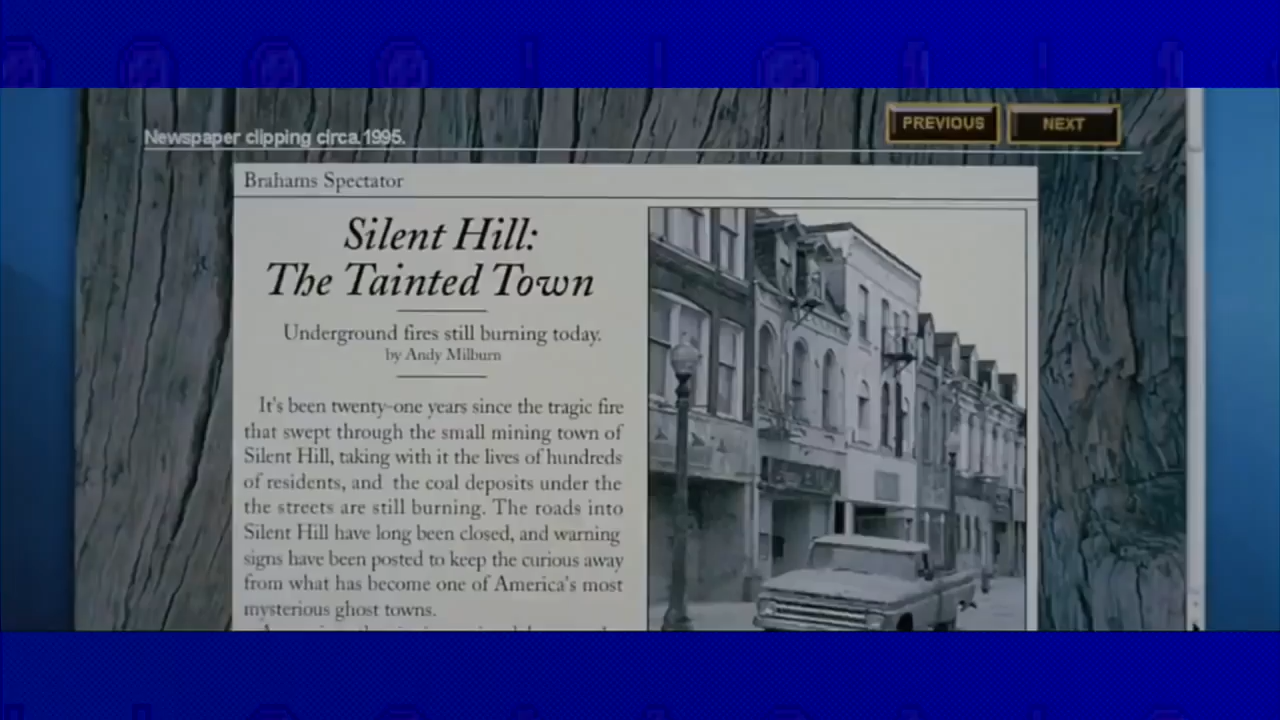 Newspaper clipping circa.1995.
PREVIOUS
NEXT
Brahams Spectator
Silent Hill:
The Tainted Town
Underground fires still burning today.
by Andy Milburn
It's been twenty-one years since the tragic fire
that swept through the small mining town of
Silent Hill, taking with it the lives of hundreds
of residents, and the coal deposits under the
the streets are still burning. The roads into
Silent Hill have long been closed, and warning
signs have been posted to keep the curious away
from what has become one of America's most
mysterious ghost towns.